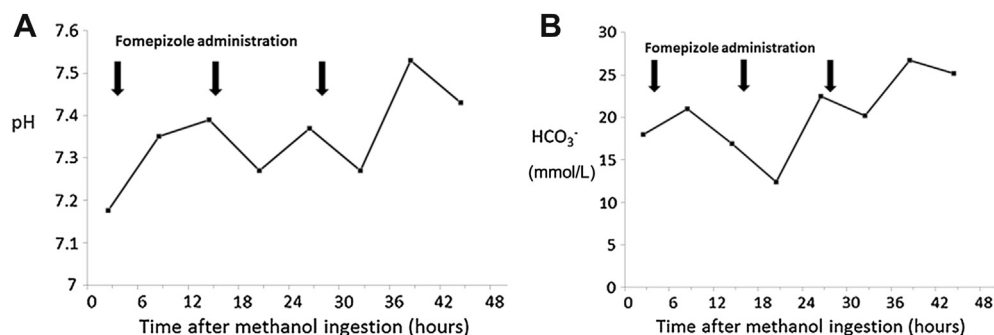 A
Fomepizole administration
pH
7.6
7.5
7.4
7.3
7.2
7.1
7
0 6 12 18 24 30 36 42 48
Time after methanol ingestion (hours)
B
Fomepizole administration
HCO₃⁻
(mmol/L)
30
25
20
15
10
5
0
0 6 12 18 24 30 36 42 48
Time after methanol ingestion (hours)